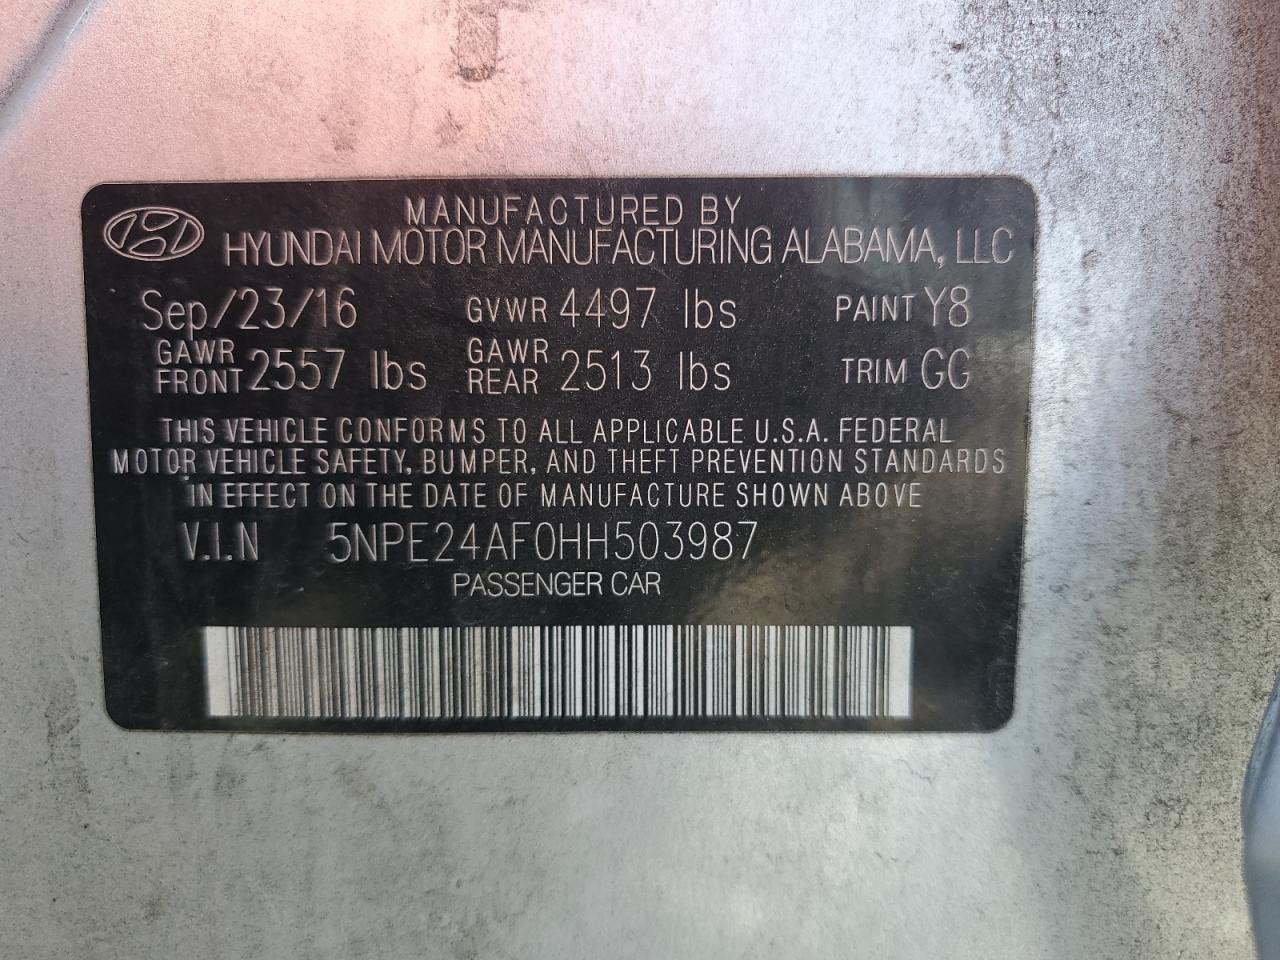 MANUFACTURED BY
HYUNDAI MOTOR MANUFACTURING ALABAMA, LLC
Sep/23/16 GVWR 4497 lbs PAINT Y8
GAWR FRONT 2557 lbs GAWR REAR 2513 lbs TRIM GG
THIS VEHICLE CONFORMS TO ALL APPLICABLE U.S.A. FEDERAL
MOTOR VEHICLE SAFETY, BUMPER, AND THEFT PREVENTION STANDARDS
IN EFFECT ON THE DATE OF MANUFACTURE SHOWN ABOVE
V.I.N 5NPE24AF0HH503987
PASSENGER CAR